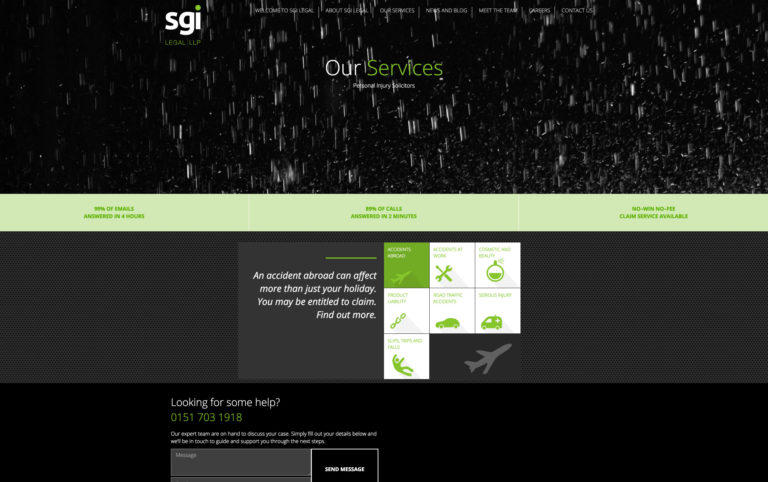 sgi
LEGAL LLP
WELCOME TO SGI LEGAL
ABOUT SGI LEGAL
OUR SERVICES
NEWS AND BLOG
MEET THE TEAM
CAREERS
CONTACT US
Our Services
Personal Injury Solicitors
98% OF EMAILS
ANSWERED IN 4 HOURS
89% OF CALLS
ANSWERED IN 2 MINUTES
NO-WIN NO-FEE
CLAIM SERVICE AVAILABLE
An accident abroad can affect
more than just your holiday.
You may be entitled to claim.
Find out more.
ACCIDENTS
ABROAD
ACCIDENTS AT
WORK
COSMETIC AND
BEAUTY
PRODUCT
LIABILITY
ROAD TRAFFIC
ACCIDENTS
SERIOUS INJURY
SLIPS, TRIPS AND
FALLS
Looking for some help?
0151 703 1918
Our expert team are on hand to discuss your case. Simply fill out your details below and
we'll be in touch to guide and support you through the next steps.
Message
SEND MESSAGE